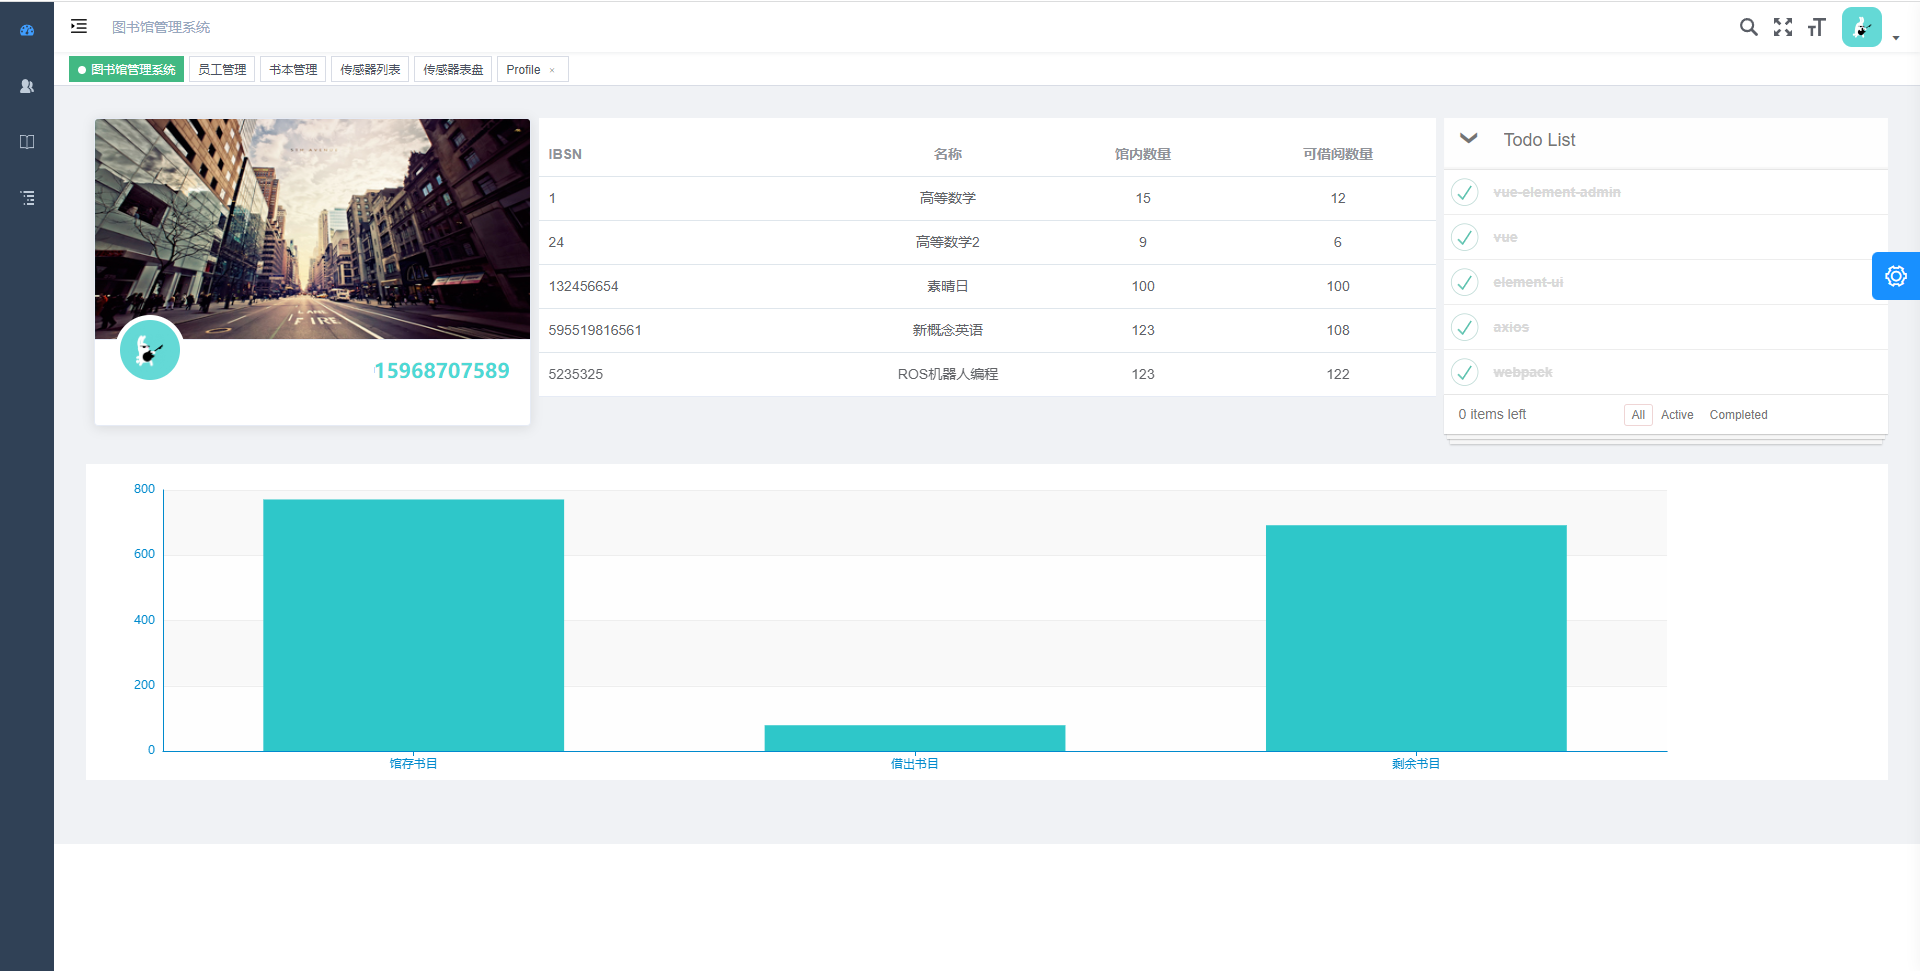 图书馆管理系统
图书馆管理系统 员工管理 书本管理 传感器列表 传感器表盘 Profile ×
IBSN 名称 馆内数量 可借阅数量
1 高等数学 15 12
24 高等数学2 9 6
132456654 素晴日 100 100
595519816561 新概念英语 123 108
5235325 ROS机器人编程 123 122
LANE
FIRE
15968707589
Todo List
vue-element-admin
vue
element-ui
axios
webpack
0 items left All Active Completed
800
600
400
200
0
馆存书目 借出书目 剩余书目